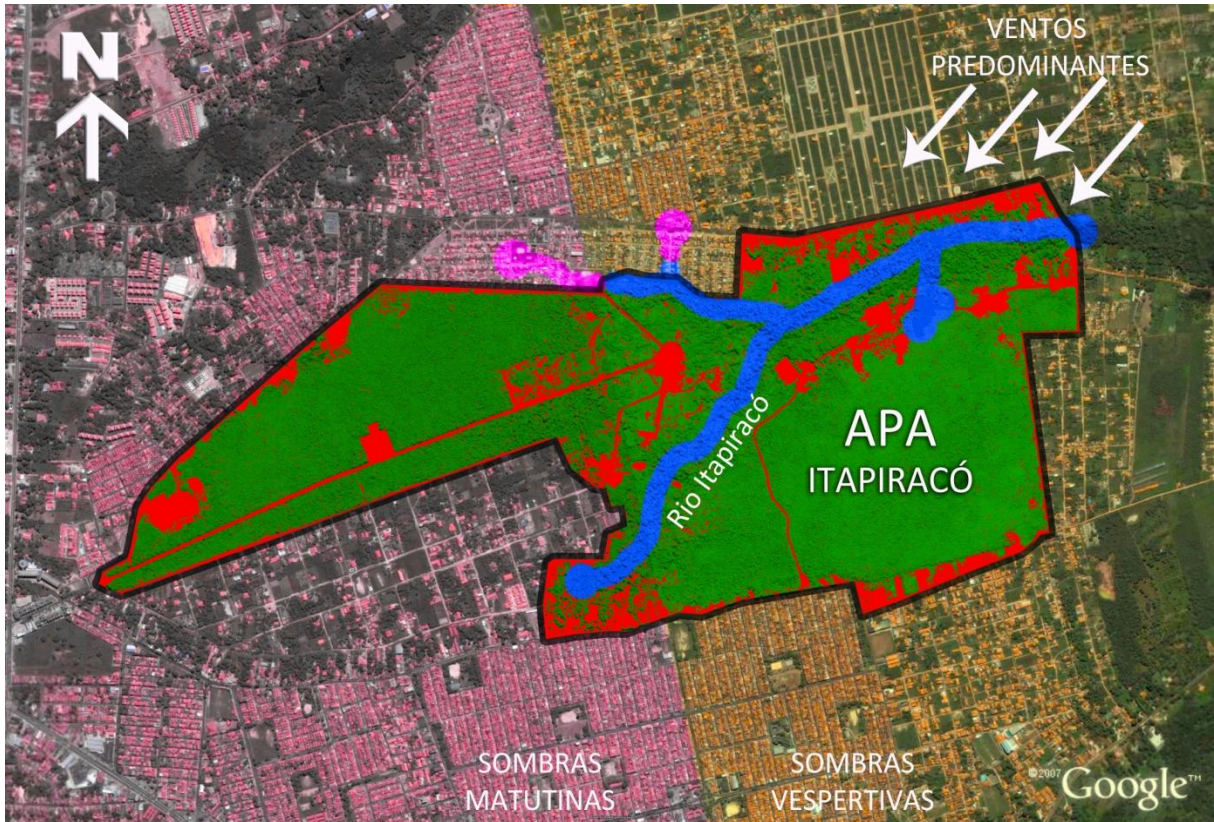 N
VENTOS
PREDOMINANTES
Rio Itapiracó
APA
ITAPIRACÓ
SOMBRAS
MATUTINAS
SOMBRAS
VESPERTIVAS
©2007 Google™